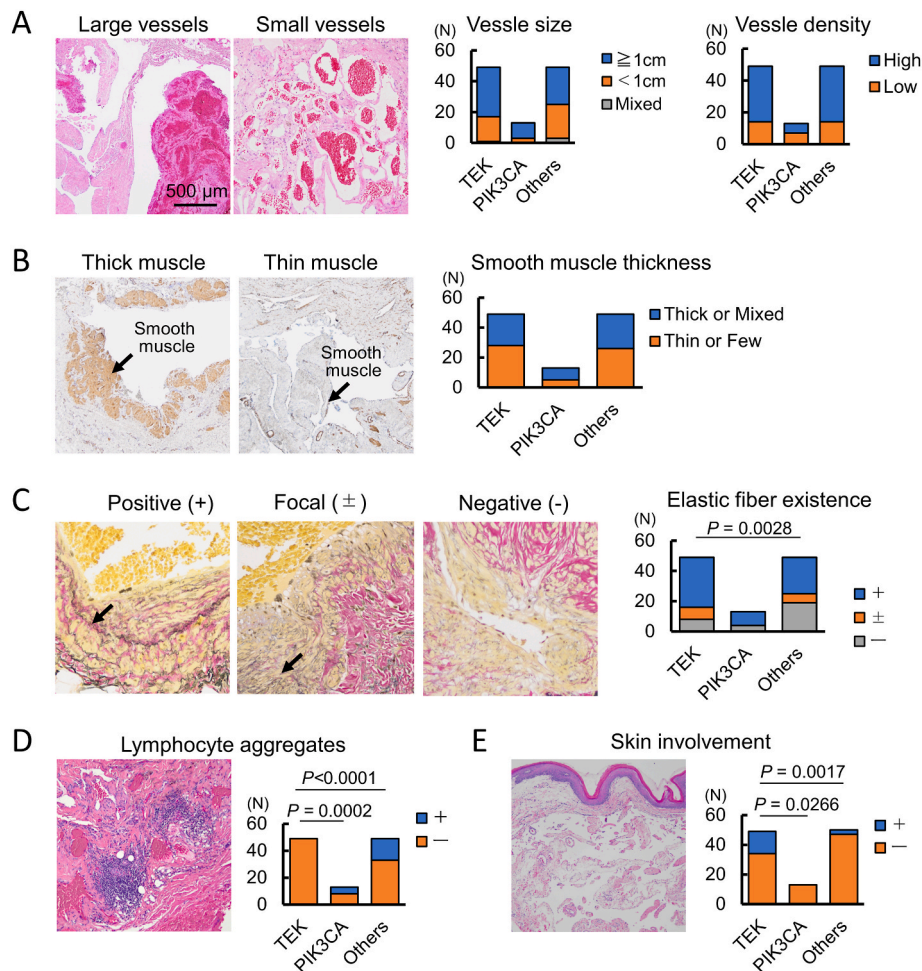 A
Large vessels
Small vessels
500 μm
Vessle size
(N)
60
40
20
0
TEK
PIK3CA
Others
≧ 1cm
< 1cm
Mixed
Vessle density
(N)
60
40
20
0
TEK
PIK3CA
Others
High
Low
B
Thick muscle
Thin muscle
Smooth
muscle
Smooth
muscle
Smooth muscle thickness
(N)
60
40
20
0
TEK
PIK3CA
Others
Thick or Mixed
Thin or Few
C
Positive (+)
Focal (±)
Negative (-)
Elastic fiber existence
(N)
P = 0.0028
60
40
20
0
TEK
PIK3CA
Others
+
±
—
D
Lymphocyte aggregates
P<0.0001
P = 0.0002
(N)
60
40
20
0
TEK
PIK3CA
Others
+
—
E
Skin involvement
P = 0.0017
P = 0.0266
(N)
60
40
20
0
TEK
PIK3CA
Others
+
—